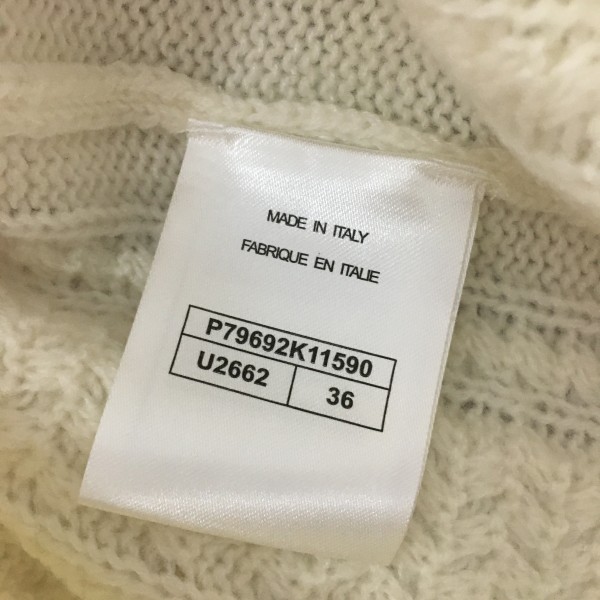 MADE IN ITALY
FABRIQUE EN ITALIE
P79692K11590
U2662 36